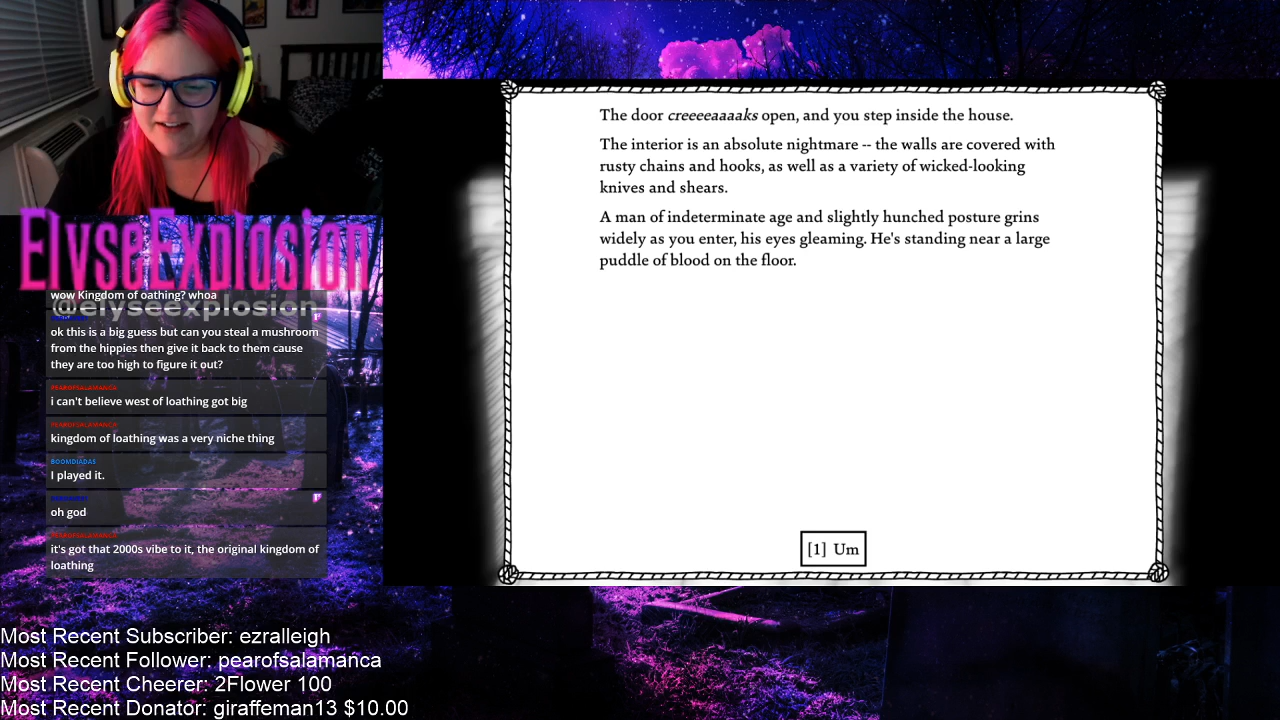 The door creeeeaaaaks open, and you step inside the house.
The interior is an absolute nightmare -- the walls are covered with
rusty chains and hooks, as well as a variety of wicked-looking
knives and shears.
A man of indeterminate age and slightly hunched posture grins
widely as you enter, his eyes gleaming. He's standing near a large
puddle of blood on the floor.
[1] Um
ElyseExplosion
@elyseexplosion
wow Kingdom of oathing? whoa
ok this is a big guess but can you steal a mushroom
from the hippies then give it back to them cause
they are too high to figure it out?
PEAROFSALAMANCA
i can't believe west of loathing got big
PEAROFSALAMANCA
kingdom of loathing was a very niche thing
BOOMDIADAS
I played it.
oh god
PEAROFSALAMANCA
it's got that 2000s vibe to it, the original kingdom of
loathing
Most Recent Subscriber: ezralleigh
Most Recent Follower: pearofsalamanca
Most Recent Cheerer: 2Flower 100
Most Recent Donator: giraffeman13 $10.00